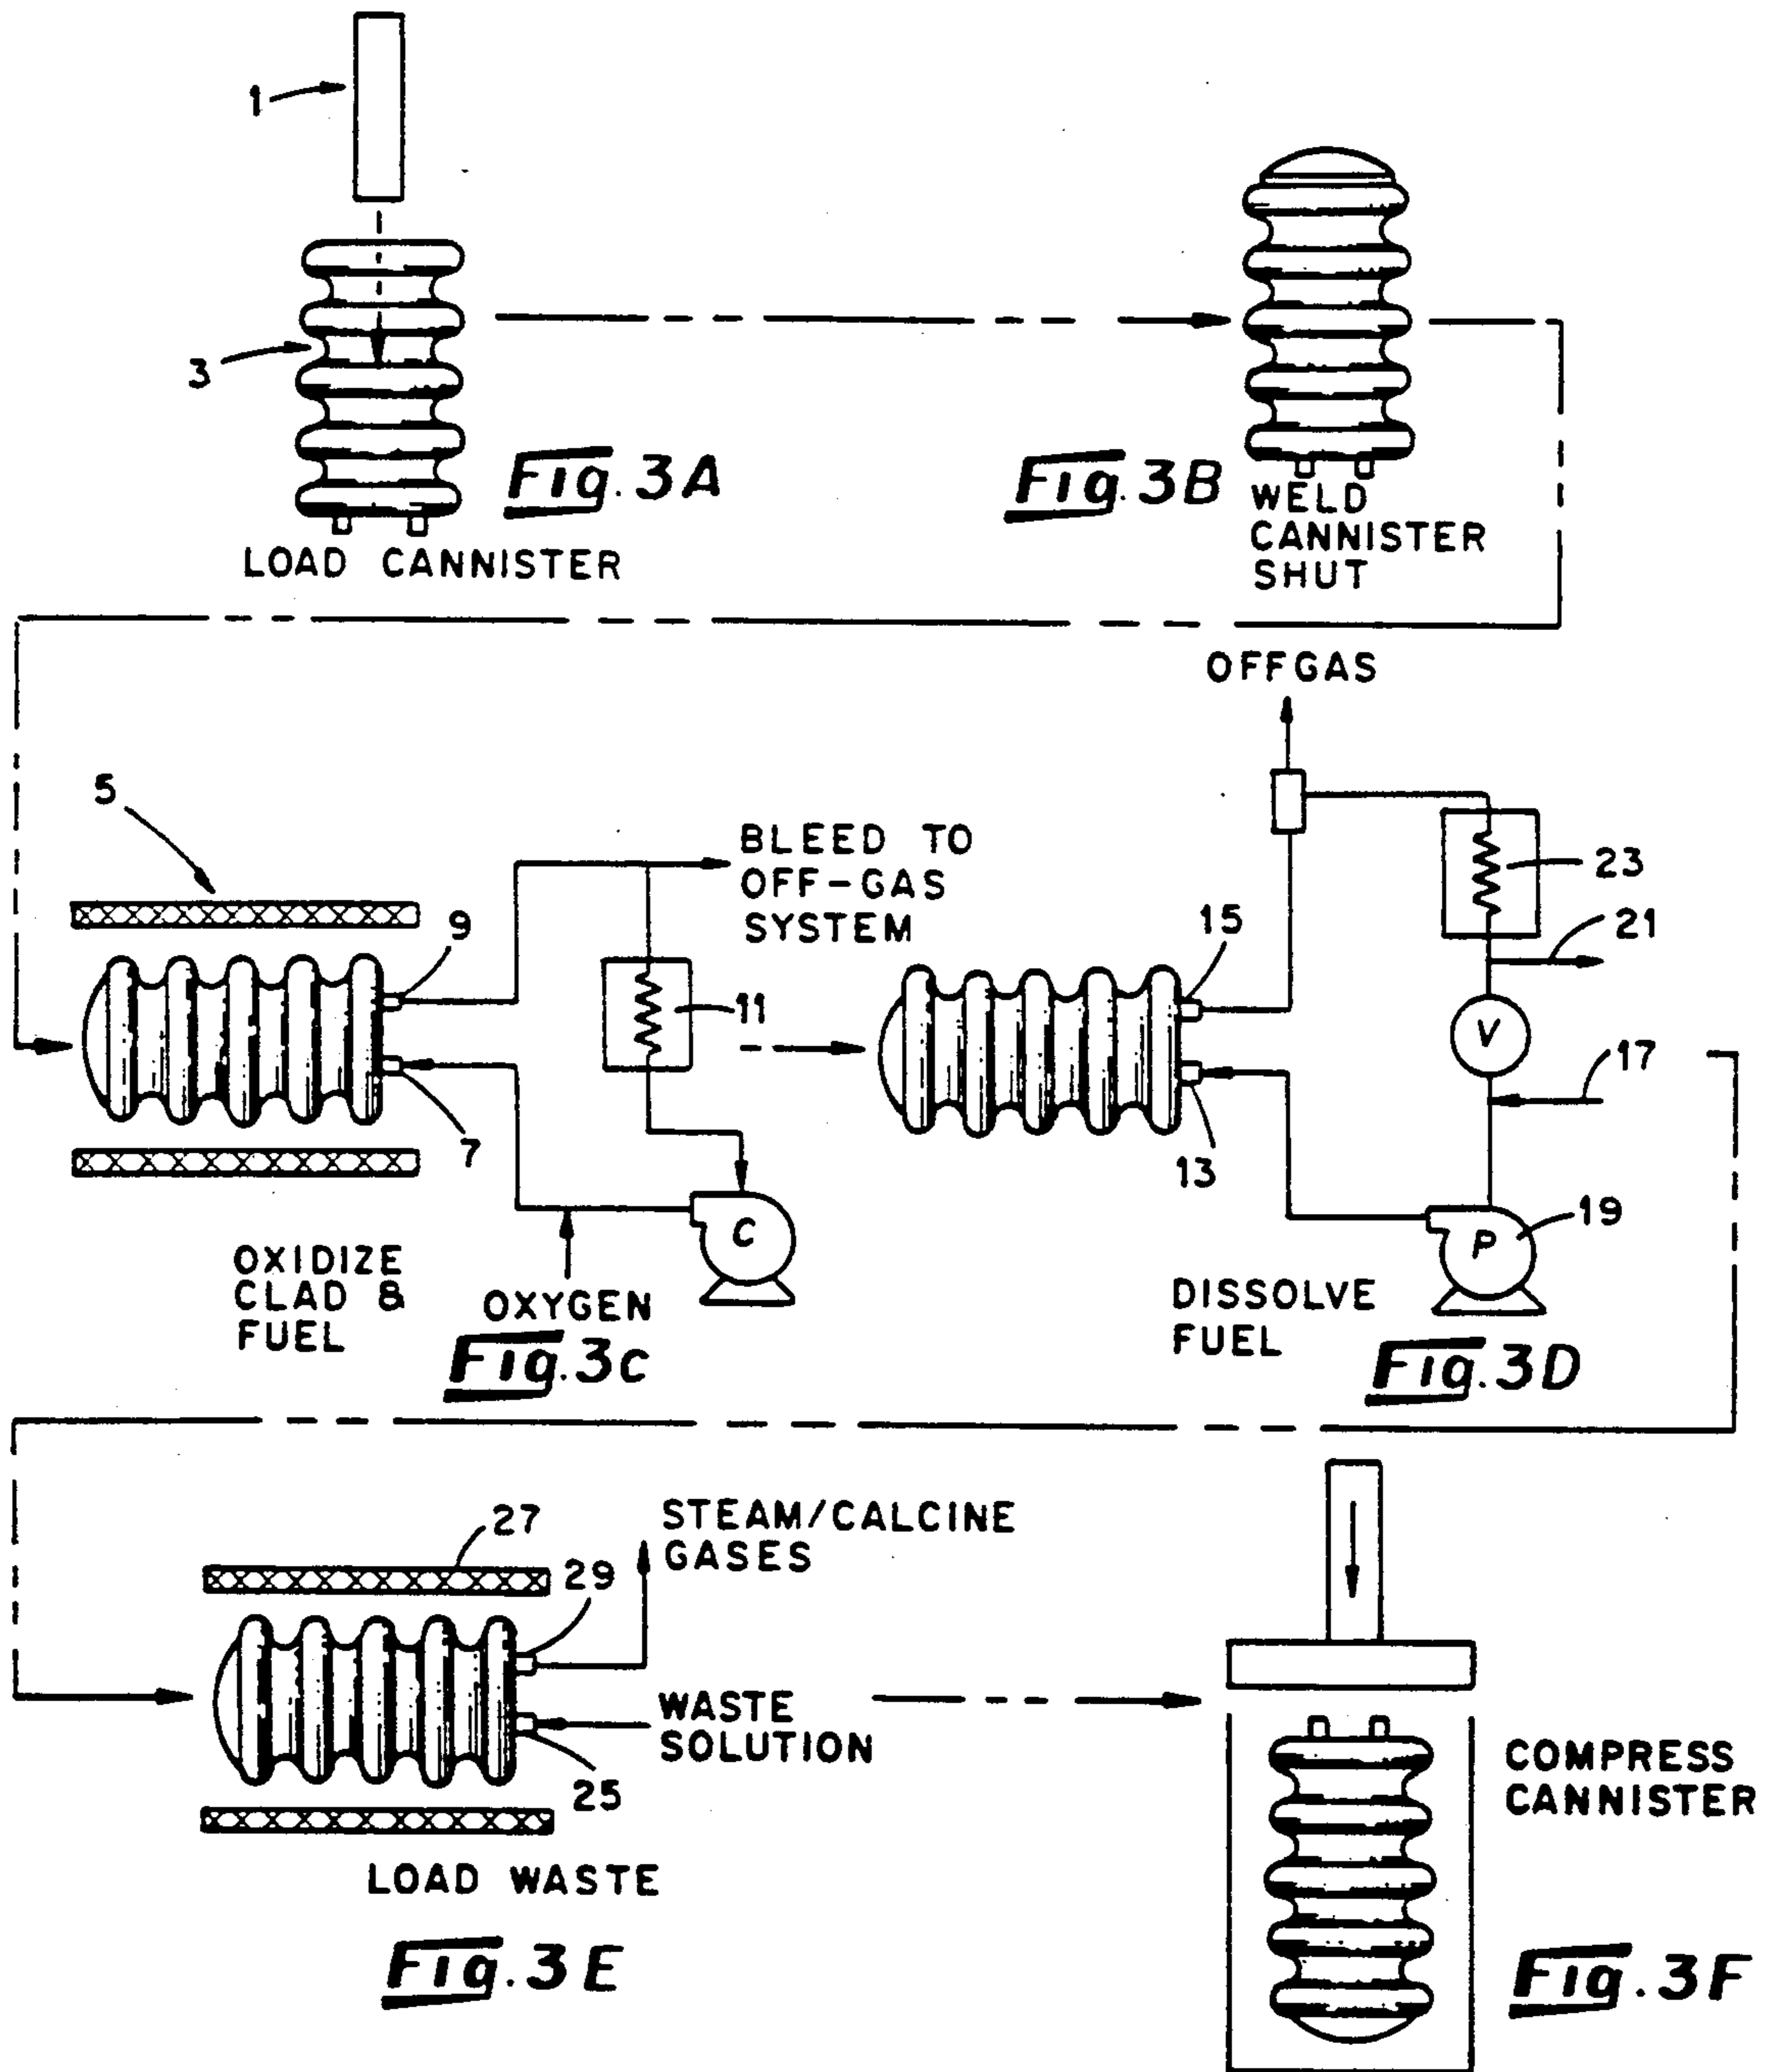 1
3
Fig. 3A
LOAD CANNISTER
Fig. 3B
WELD
CANNISTER
SHUT
5
9
7
BLEED TO
OFF-GAS
SYSTEM
11
C
OXYGEN
OXIDIZE
CLAD &
FUEL
Fig. 3C
OFFGAS
23
21
15
V
17
13
P
19
DISSOLVE
FUEL
Fig. 3D
27
29
STEAM/CALCINE
GASES
WASTE
SOLUTION
25
LOAD WASTE
Fig. 3E
COMPRESS
CANNISTER
Fig. 3F